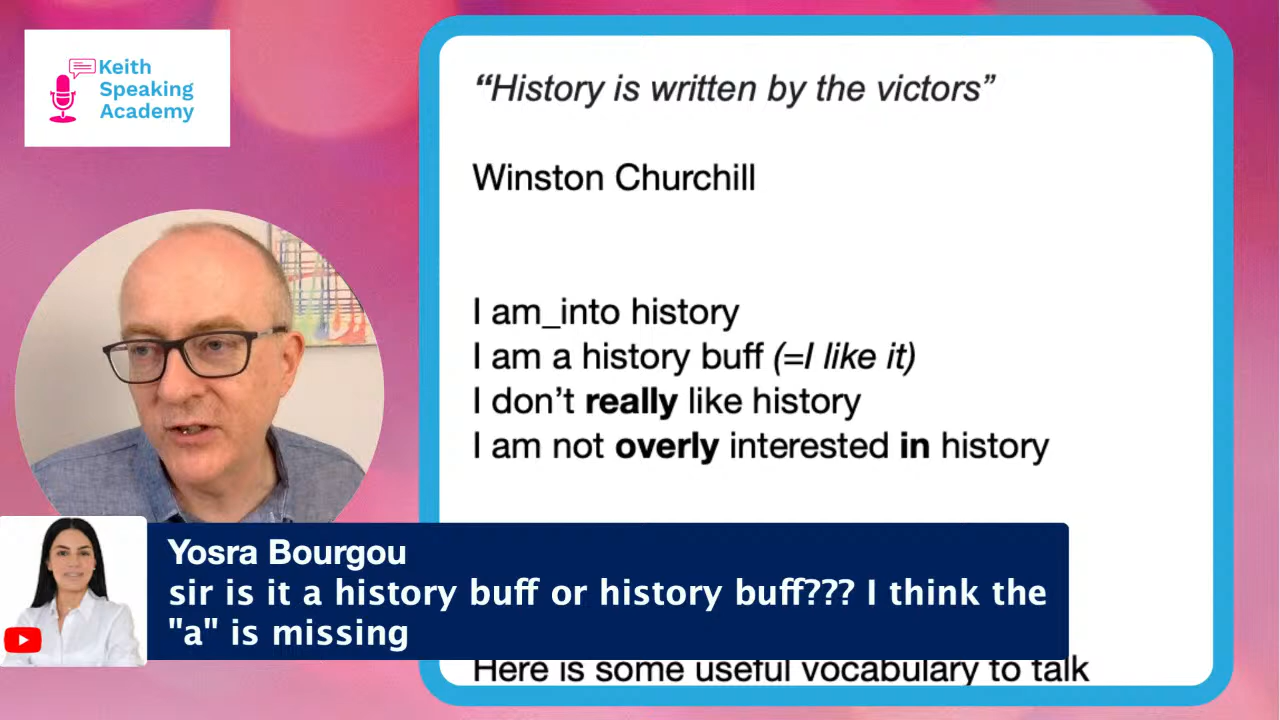 Keith
Speaking
Academy
“History is written by the victors”
Winston Churchill
I am_into history
I am a history buff (=I like it)
I don’t really like history
I am not overly interested in history
Yosra Bourgou
sir is it a history buff or history buff??? I think the
"a" is missing
Here is some useful vocabulary to talk